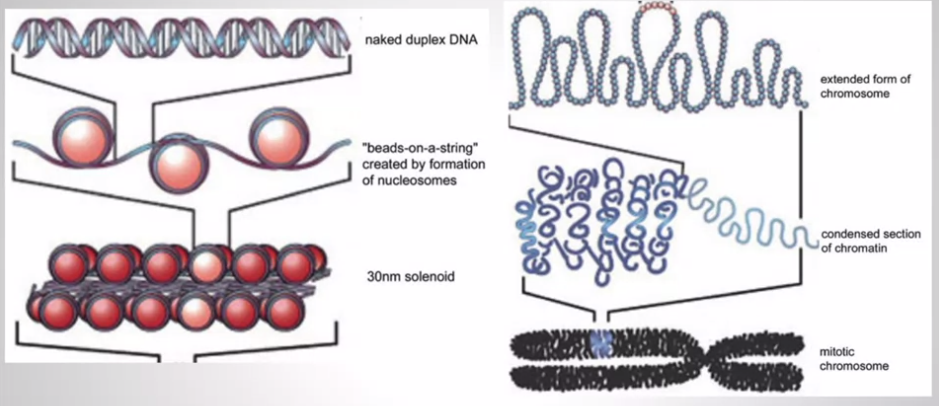 naked duplex DNA
"beads-on-a-string"
created by formation
of nucleosomes
30nm solenoid
extended form of
chromosome
condensed section
of chromatin
mitotic
chromosome